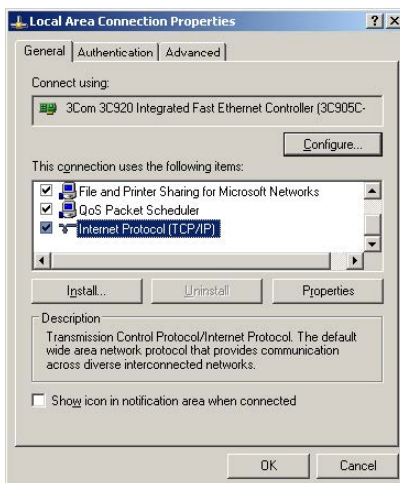 Local Area Connection Properties
General
Authentication
Advanced
Connect using:
3Com 3C920 Integrated Fast Ethernet Controller (3C905C-
Configure...
This connection uses the following items:
File and Printer Sharing for Microsoft Networks
QoS Packet Scheduler
Internet Protocol (TCP/IP)
Install...
Uninstall
Properties
Description
Transmission Control Protocol/Internet Protocol. The default
wide area network protocol that provides communication
across diverse interconnected networks.
Show icon in notification area when connected
OK
Cancel